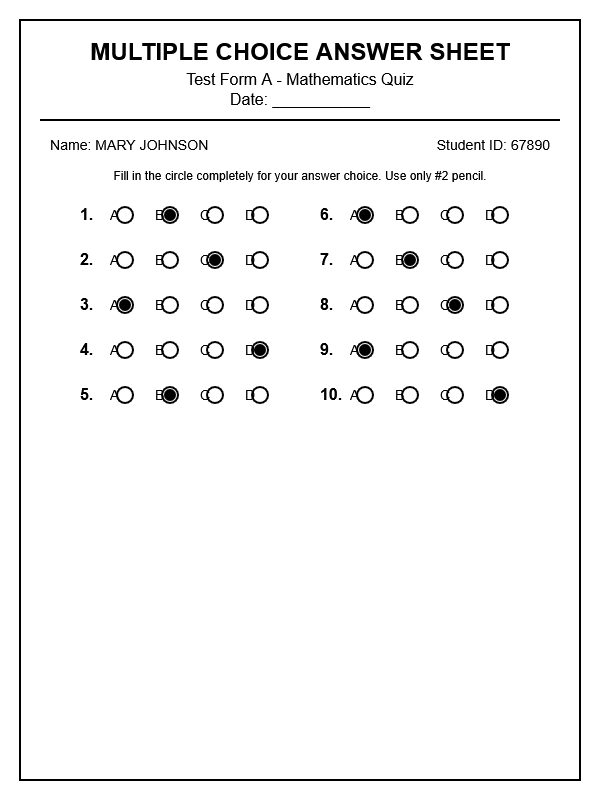 MULTIPLE CHOICE ANSWER SHEET
Test Form A - Mathematics Quiz
Date: ____________
Name: MARY JOHNSON Student ID: 67890
Fill in the circle completely for your answer choice. Use only #2 pencil.
1. A B C D 6. A B C D
2. A B C D 7. A B C D
3. A B C D 8. A B C D
4. A B C D 9. A B C D
5. A B C D 10. A B C D